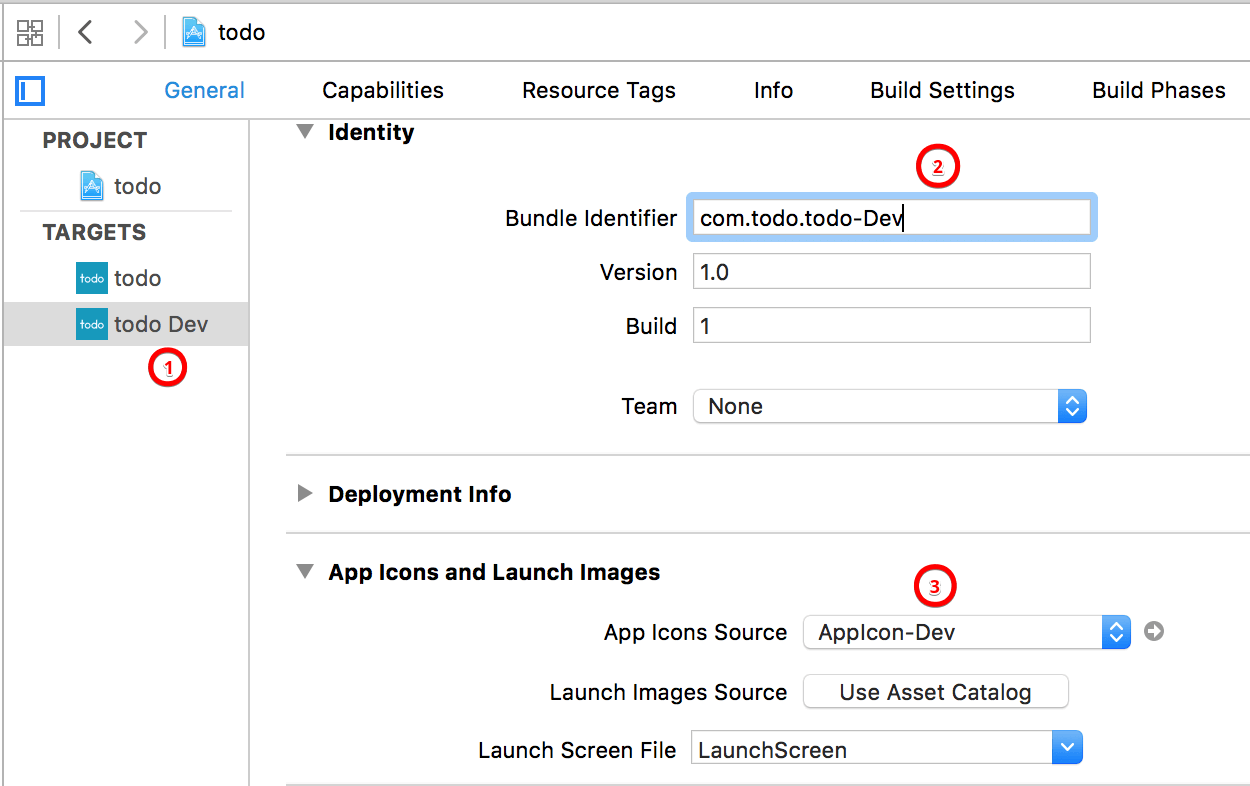 todo
General Capabilities Resource Tags Info Build Settings Build Phases
PROJECT
todo
TARGETS
todo todo
todo todo Dev
1
Identity
2
Bundle Identifier com.todo.todo-Dev
Version 1.0
Build 1
Team None
Deployment Info
App Icons and Launch Images
3
App Icons Source AppIcon-Dev
Launch Images Source Use Asset Catalog
Launch Screen File LaunchScreen